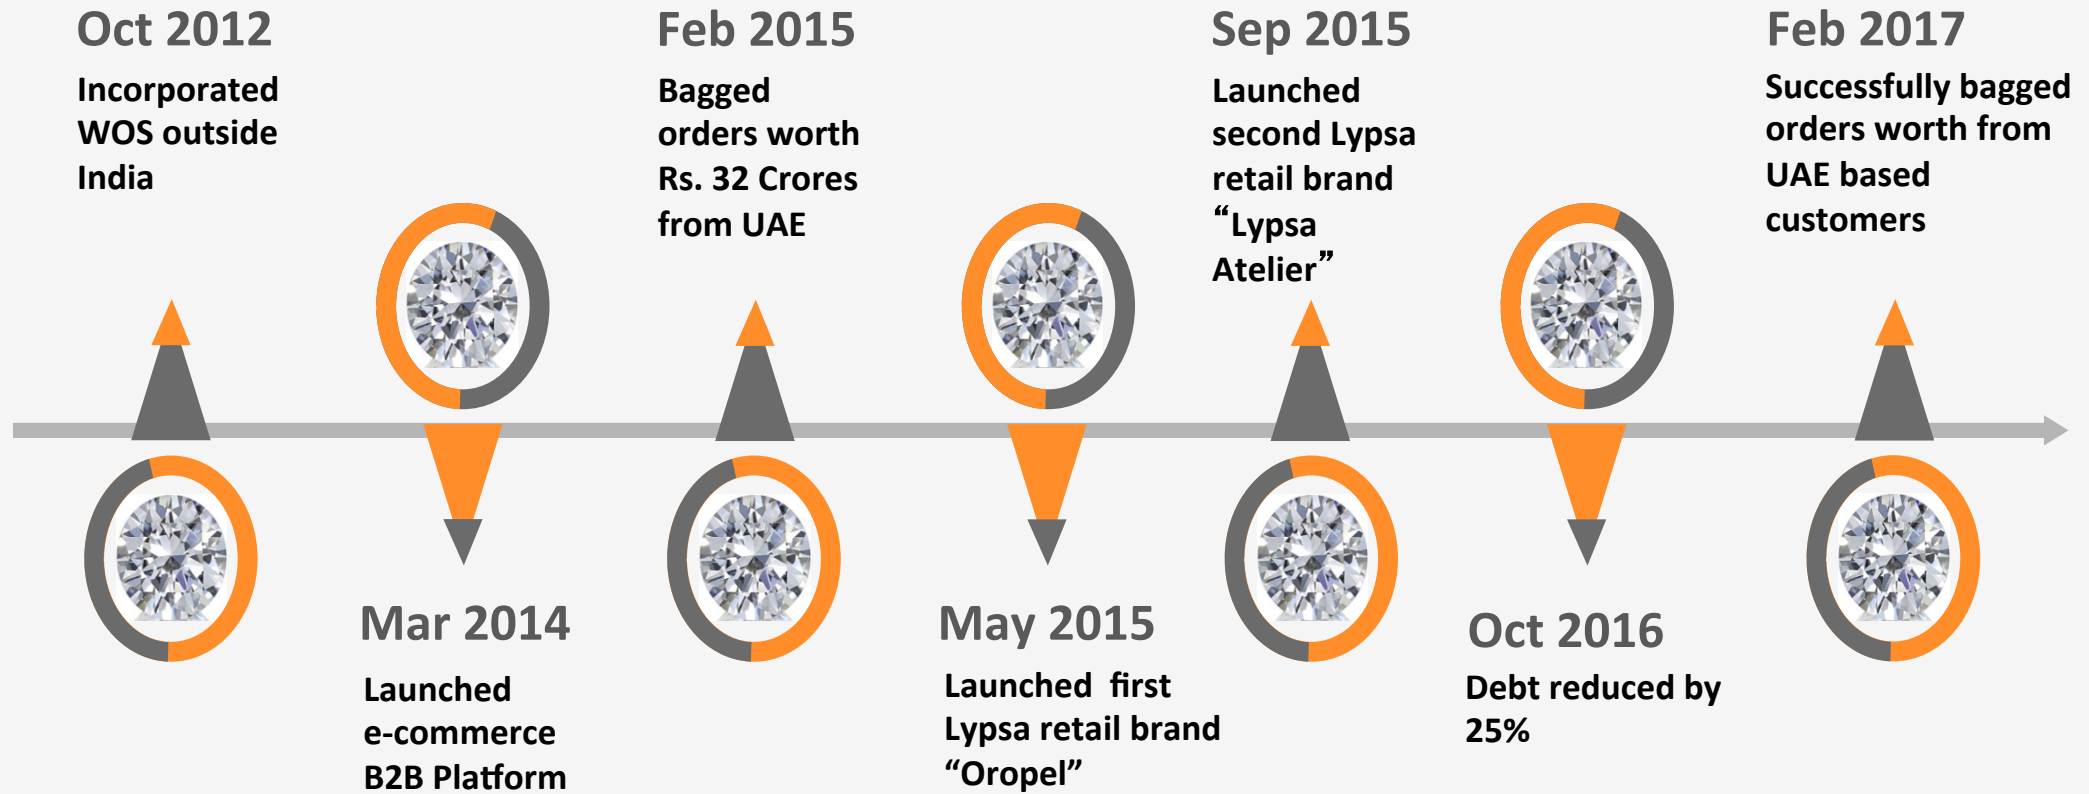 Oct 2012
Incorporated
WOS outside
India
Mar 2014
Launched
e-commerce
B2B Platform
Feb 2015
Bagged
orders worth
Rs. 32 Crores
from UAE
May 2015
Launched first
Lypsa retail brand
“Oropel”
Sep 2015
Launched
second Lypsa
retail brand
“Lypsa
Atelier”
Oct 2016
Debt reduced by
25%
Feb 2017
Successfully bagged
orders worth from
UAE based
customers